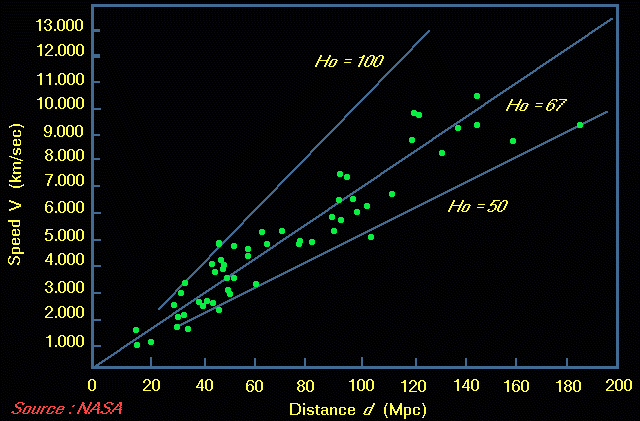 13.000
12.000
11.000
10.000
9.000
8.000
7.000
6.000
5.000
4.000
3.000
2.000
1.000
Speed V (km/sec)
Ho = 100
Ho = 67
Ho = 50
0 20 40 60 80 100 120 140 160 180 200
Distance d (Mpc)
Source : NASA